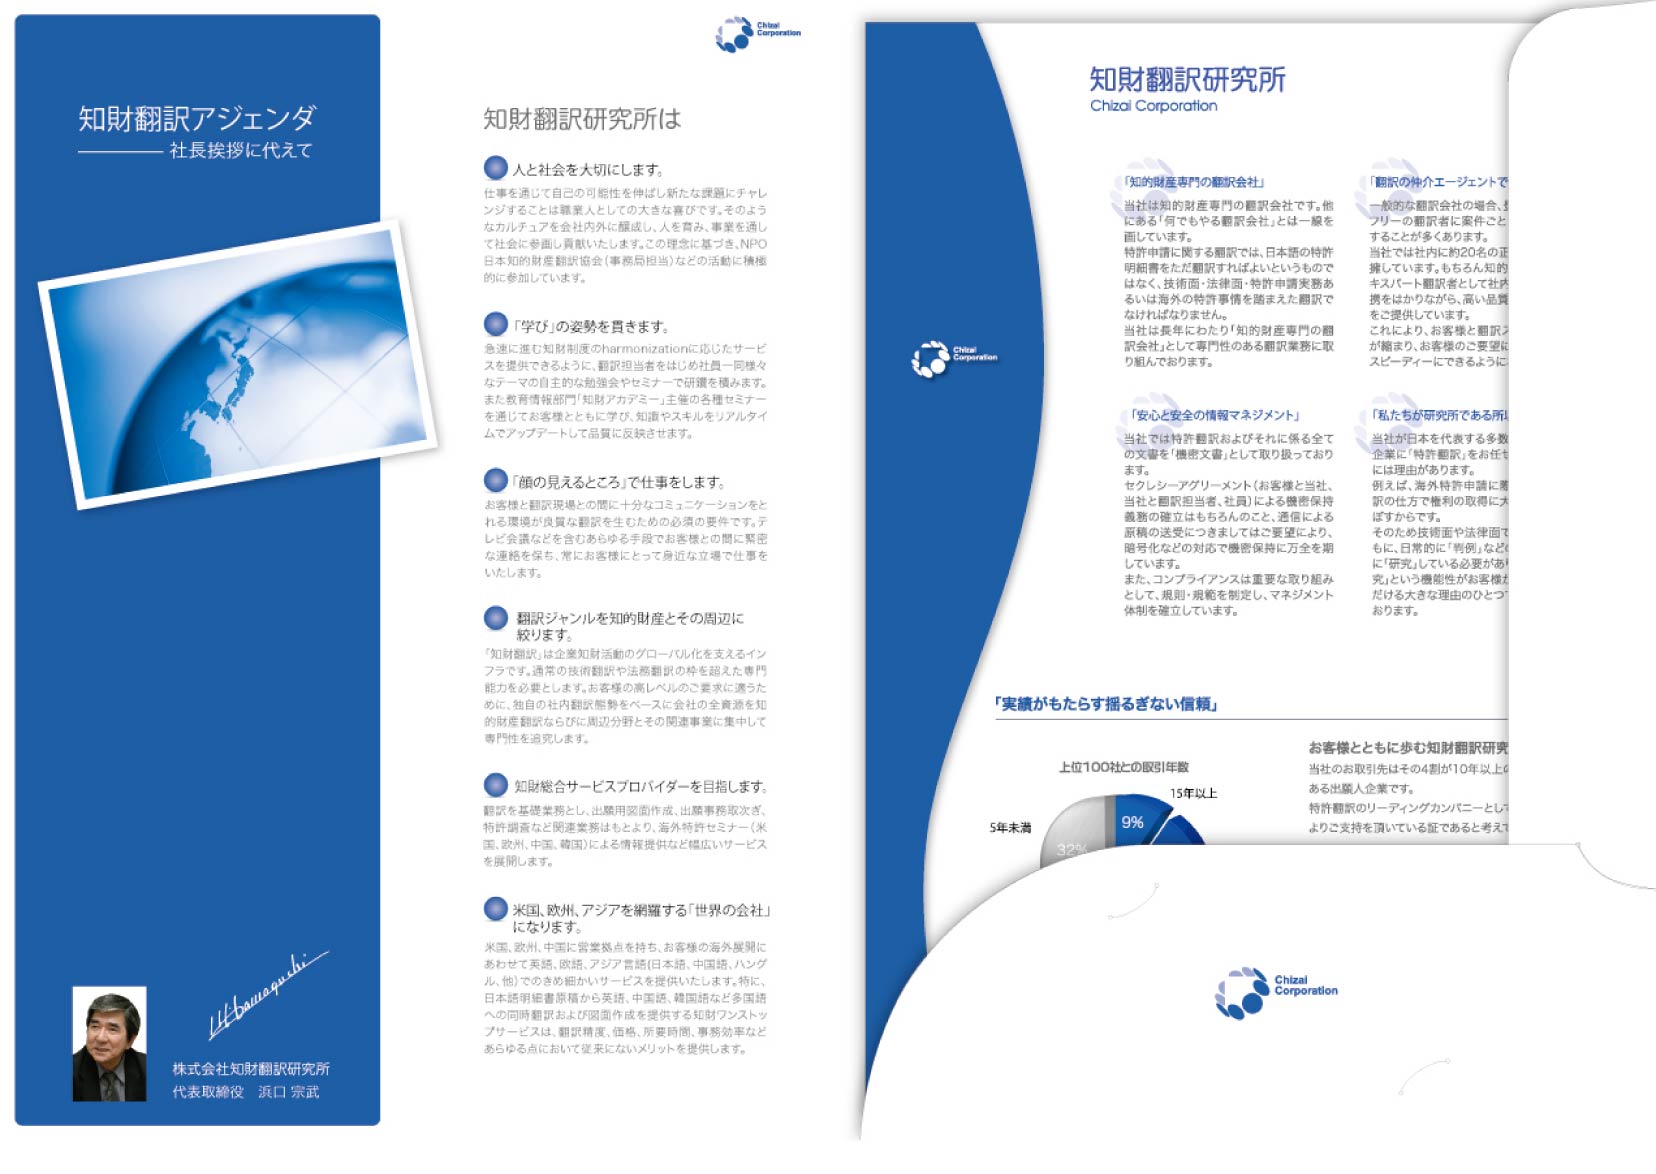 知財翻訳アジェンダ
社長挨拶に代えて
株式会社知財翻訳研究所
代表取締役　浜口 宗武
Chizai
Corporation
知財翻訳研究所は
人と社会を大切にします。
仕事を通じて自己の可能性を伸ばし新たな課題にチャレ
ンジすることは職業人としての大きな喜びです。そのよう
なカルチュアを会社内外に醸成し、人を育み、事業を通し
て社会に参画し貢献いたします。この理念に基づき、NPO
日本知的財産翻訳協会（事務局担当）などの活動に積極
的に参加しています。
「学び」の姿勢を貫きます。
急速に進む知財制度のharmonizationに応じたサービ
スを提供できるように、翻訳担当者をはじめ社員一同様々
なテーマの自主的な勉強会やセミナーで研鑽を積みます。
また教育情報部門「知財アカデミー」主催の各種セミナー
を通じてお客様とともに学び、知識やスキルをリアルタイ
ムでアップデートして品質に反映させます。
「顔の見えるところ」で仕事をします。
お客様と翻訳現場との間に十分なコミュニケーションをと
れる環境が良質な翻訳を生むための必須の要件です。テ
レビ会議などを含むあらゆる手段でお客様との間に緊密
な連絡を保ち、常にお客様にとって身近な立場で仕事を
いたします。
翻訳ジャンルを知的財産とその周辺に
絞ります。
「知財翻訳」は企業知財活動のグローバル化を支えるイン
フラです。通常の技術翻訳や法務翻訳の枠を超えた専門
能力を必要とします。お客様の高レベルのご要求に適うた
めに、独自の社内翻訳態勢をベースに会社の全資源を知
的財産翻訳ならびに周辺分野とその関連事業に集中して
専門性を追究します。
知財総合サービスプロバイダーを目指します。
翻訳を基礎業務とし、出願用図面作成、出願事務取次ぎ、
特許調査など関連業務はもとより、海外特許セミナー（米
国、欧州、中国、韓国）による情報提供など幅広いサービス
を展開します。
米国、欧州、アジアを網羅する「世界の会社」
になります。
米国、欧州、中国に営業拠点を持ち、お客様の海外展開に
あわせて英語、欧語、アジア言語（日本語、中国語、ハング
ル、他）でのきめ細かいサービスを提供いたします。特に、
日本語明細書原稿から英語、中国語、韓国語など多国語
への同時翻訳および図面作成を提供する知財ワンストッ
プサービスは、翻訳精度、価格、所要時間、事務効率など
あらゆる点において従来にないメリットを提供します。
Chizai
Corporation
知財翻訳研究所
Chizai Corporation
「知的財産専門の翻訳会社」
当社は知的財産専門の翻訳会社です。他
にある「何でもやる翻訳会社」とは一線を
画しています。
特許申請に関する翻訳では、日本語の特許
明細書をただ翻訳すればよいというもので
はなく、技術面・法律面・特許申請実務あ
るいは海外の特許事情を踏まえた翻訳で
なければなりません。
当社は長年にわたり「知的財産専門の翻
訳会社」として専門性のある翻訳業務に取
り組んでおります。
「翻訳の仲介エージェントで
一般的な翻訳会社の場合、
フリーの翻訳者に案件ごと
することが多くあります。
当社では社内に約20名の正
擁しています。もちろん知的
キスパート翻訳者として社内
携をはかりながら、高い品質
をご提供しています。
これにより、お客様と翻訳ス
が縮まり、お客様のご要望に
スピーディーにできるように
「安心と安全の情報マネジメント」
当社では特許翻訳およびそれに係る全て
の文書を「機密文書」として取り扱っており
ます。
セクレシーアグリーメント（お客様と当社、
当社と翻訳担当者、社員）による機密保持
義務の確立はもちろんのこと、通信による
原稿の送受につきましてはご要望により、
暗号化などの対応で機密保持に万全を期
しています。
また、コンプライアンスは重要な取り組み
として、規則・規範を制定し、マネジメント
体制を確立しています。
「私たちが研究所である所以
当社が日本を代表する多数
企業に「特許翻訳」をお任せ
には理由があります。
例えば、海外特許申請に際
訳の仕方で権利の取得に大
ぼすからです。
そのため技術面や法律面で
もに、日常的に「判例」など
に「研究」している必要があり
究」という機能性がお客様か
だける大きな理由のひとつ
おります。
「実績がもたらす揺るぎない信頼」
上位100社との取引年数
15年以上
5年未満
9%
32%
お客様とともに歩む知財翻訳研究
当社のお取引先はその4割が10年以上の
ある出願人企業です。
特許翻訳のリーディングカンパニーとして
よりご支持を頂いている証であると考えて
Chizai
Corporation